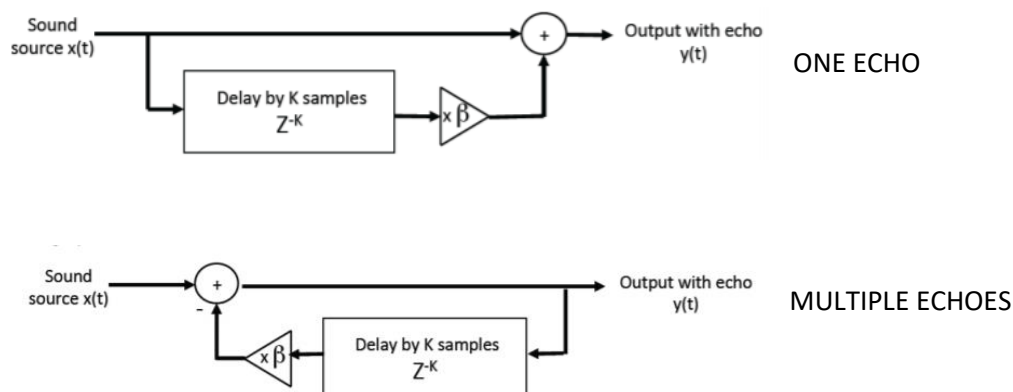 Sound
source x(t)
+
Output with echo
y(t)
ONE ECHO
Delay by K samples
Z⁻ᴷ
x β
Sound
source x(t)
+
-
Output with echo
y(t)
MULTIPLE ECHOES
x β
Delay by K samples
Z⁻ᴷ